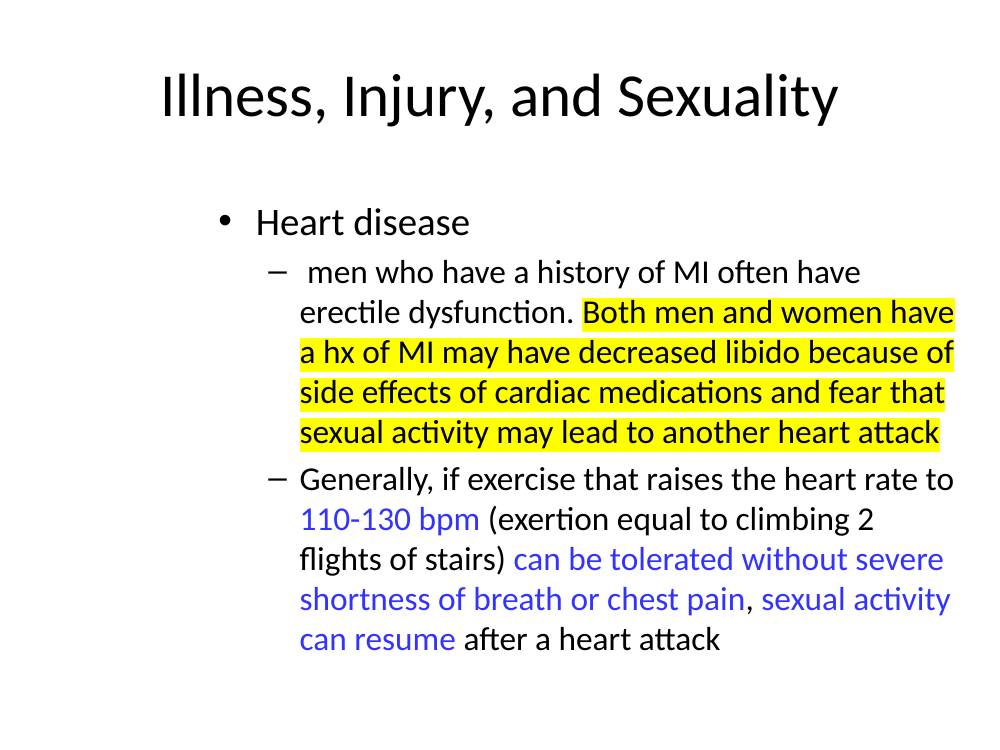 Illness, Injury, and Sexuality
• Heart disease
– men who have a history of MI often have
erectile dysfunction. Both men and women have
a hx of MI may have decreased libido because of
side effects of cardiac medications and fear that
sexual activity may lead to another heart attack
– Generally, if exercise that raises the heart rate to
110-130 bpm (exertion equal to climbing 2
flights of stairs) can be tolerated without severe
shortness of breath or chest pain, sexual activity
can resume after a heart attack